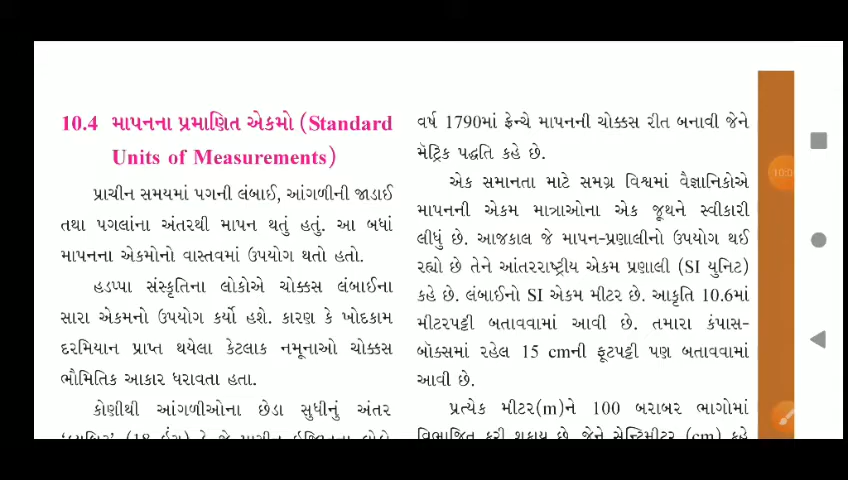 10.4 માપનના પ્રમાણિત એકમો (Standard
Units of Measurements)
પ્રાચીન સમયમાં પગની લંબાઈ, આંગળીની જાડાઈ
તથા પગલાંના અંતરથી માપન થતું હતું. આ બધાં
માપનના એકમોનો વાસ્તવમાં ઉપયોગ થતો હતો.
હડપ્પા સંસ્કૃતિના લોકોએ ચોક્કસ લંબાઈના
સારા એકમનો ઉપયોગ કર્યો હશે. કારણ કે ખોદકામ
દરમિયાન પ્રાપ્ત થયેલા કેટલાક નમૂનાઓ ચોક્કસ
ભૌમિતિક આકાર ધરાવતા હતા.
કોણીથી આંગળીઓના છેડા સુધીનું અંતર
વર્ષ 1790માં ફ્રેન્ચે માપનની ચોક્કસ રીત બનાવી જેને
મૅટ્રિક પદ્ધતિ કહે છે.
એક સમાનતા માટે સમગ્ર વિશ્વમાં વૈજ્ઞાનિકોએ
માપનની એકમ માત્રાઓના એક જૂથને સ્વીકારી
લીધું છે. આજકાલ જે માપન-પ્રણાલીનો ઉપયોગ થઈ
રહ્યો છે તેને આંતરરાષ્ટ્રીય એકમ પ્રણાલી (SI યુનિટ)
કહે છે. લંબાઈનો SI એકમ મીટર છે. આકૃતિ 10.6માં
મીટરપટ્ટી બતાવવામાં આવી છે. તમારા કંપાસ-
બૉક્સમાં રહેલ 15 cmની ફૂટપટ્ટી પણ બતાવવામાં
આવી છે.
પ્રત્યેક મીટર(m)ને 100 બરાબર ભાગોમાં
વિભાજિત કરી શકાય છે, જેને સેન્ટિમીટર (cm) કહે